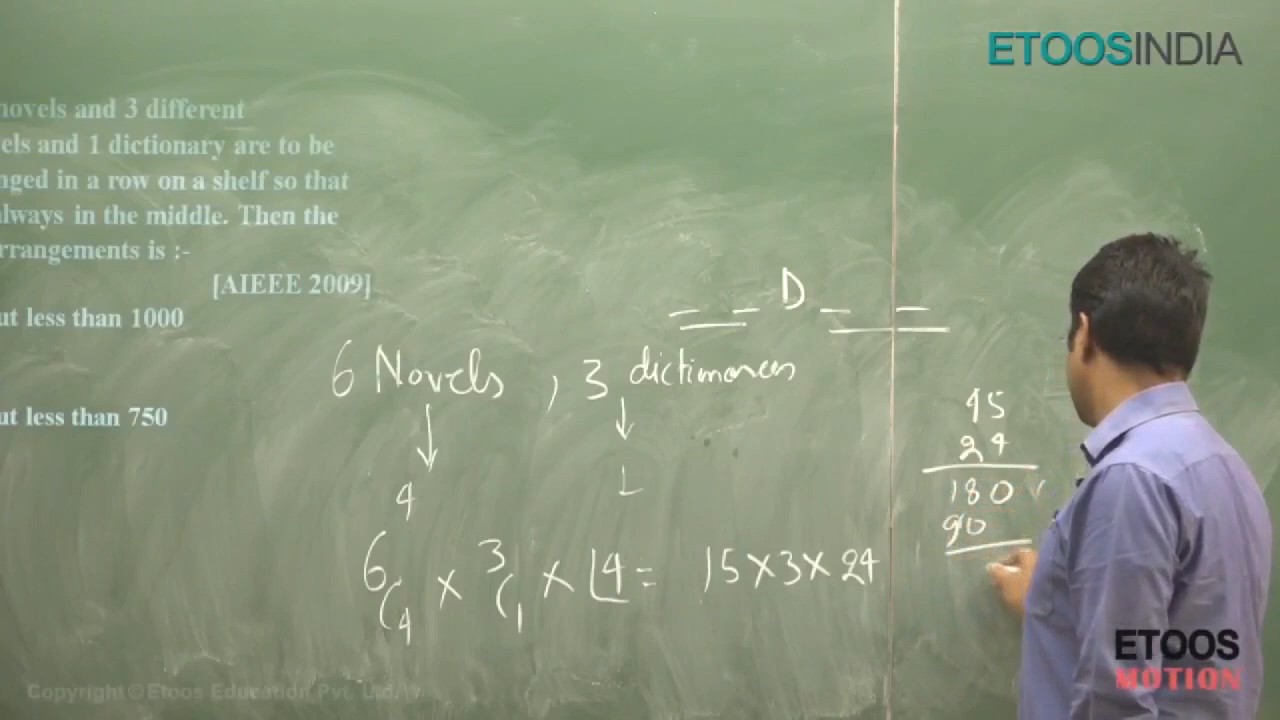 ETOOSINDIA
novels and 3 different
els and 1 dictionary are to be
nged in a row on a shelf so that
always in the middle. Then the
rrangements is :-
[AIEEE 2009]
ut less than 1000
ut less than 750
D
6 Novels , 3 dictionaries
4
1
6C4 × 3C1 × ⌊4 = 15×3×24
45
24
180
90
Copyright © Etoos Education Pvt. Ltd.
ETOOS
MOTION